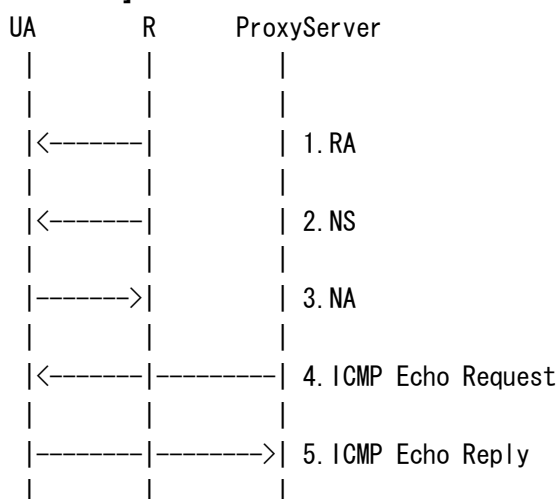 UA R ProxyServer
| | |
| | |
|<-------| | 1.RA
| | |
|<-------| | 2.NS
| | |
|------->| | 3.NA
| | |
|<-------|---------| 4.ICMP Echo Request
| | |
|--------|-------->| 5.ICMP Echo Reply
| | |